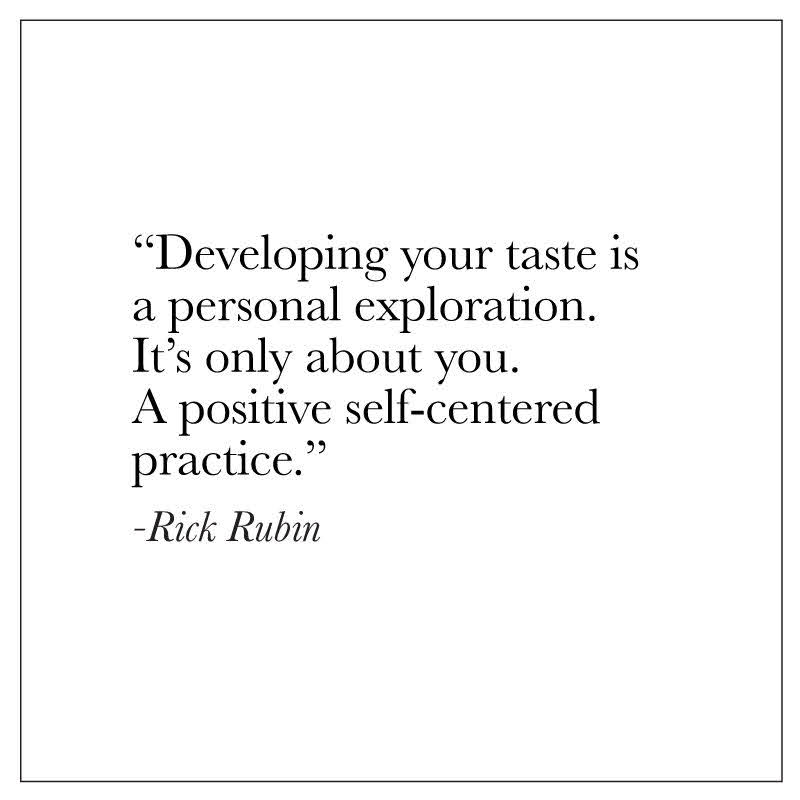 “Developing your taste is
a personal exploration.
It’s only about you.
A positive self-centered
practice.”
-Rick Rubin